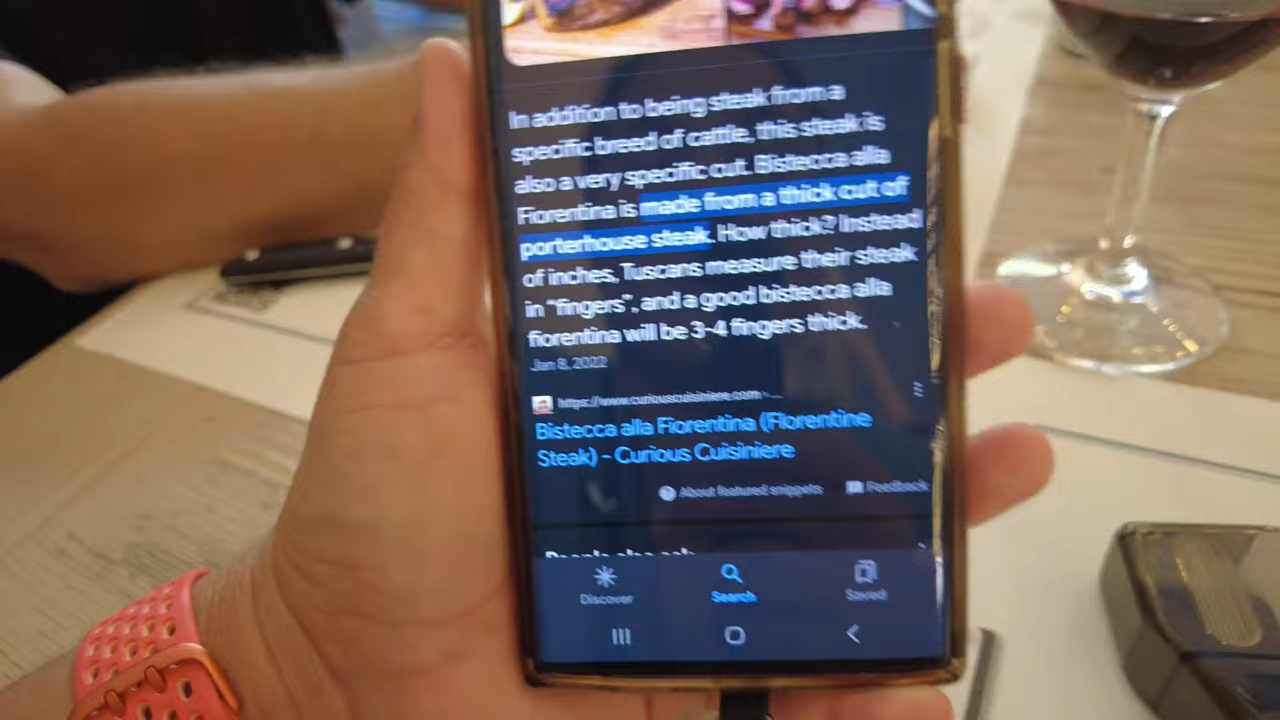 In addition to being steak from a
specific breed of cattle, this steak is
also a very specific cut. Bistecca alla
Fiorentina is made from a thick cut of
porterhouse steak. How thick? Instead
of inches, Tuscans measure their steak
in "fingers", and a good bistecca alla
fiorentina will be 3-4 fingers thick.
Jan 8, 2022
https://www.curiouscuisiniere.com ›...
Bistecca alla Fiorentina (Florentine
Steak) - Curious Cuisiniere
About featured snippets Feedback
People also ask
Discover Search Saved